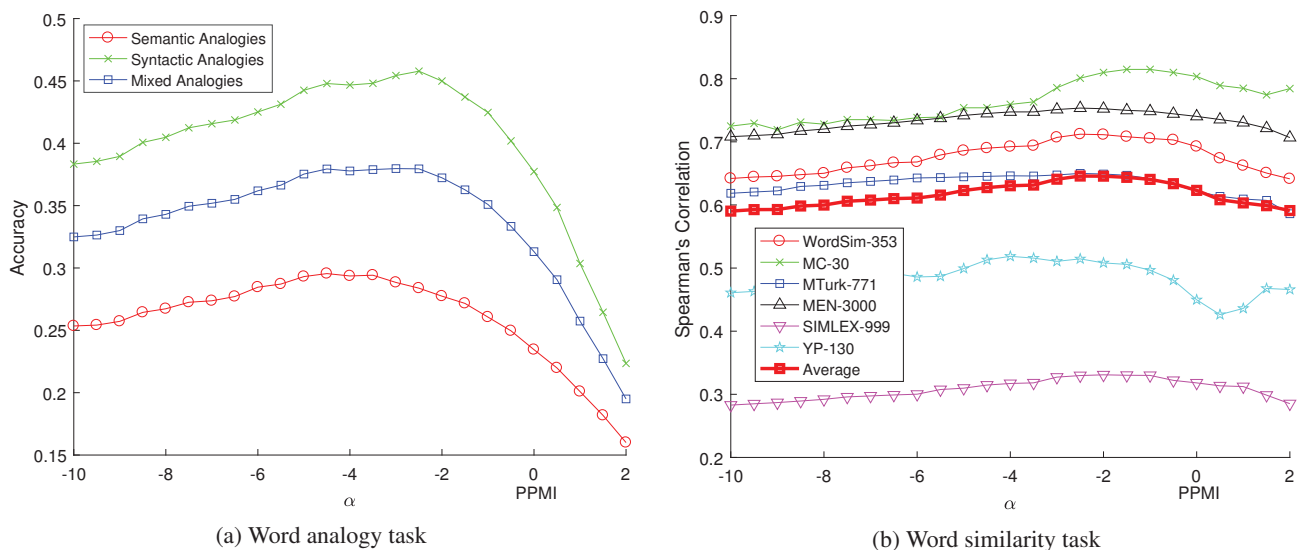 0.5
0.45
0.4
0.35
0.3
0.25
0.2
0.15
Accuracy
Semantic Analogies
Syntactic Analogies
Mixed Analogies
-10
-8
-6
-4
-2
0
2
PPMI
α
(a) Word analogy task
0.9
0.8
0.7
0.6
0.5
0.4
0.3
0.2
Spearman's Correlation
WordSim-353
MC-30
MTurk-771
MEN-3000
SIMLEX-999
YP-130
Average
-10
-8
-6
-4
-2
0
2
PPMI
α
(b) Word similarity task